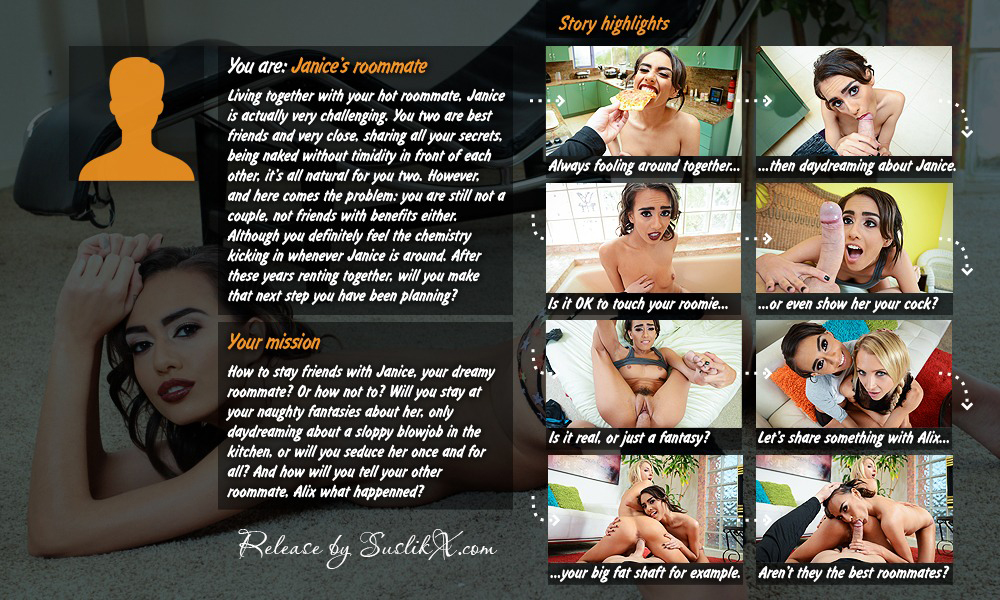 Story highlights
You are: Janice's roommate
Living together with your hot roommate, Janice
is actually very challenging. You two are best
friends and very close, sharing all your secrets,
being naked without timidity in front of each
other, it's all natural for you two. However,
and here comes the problem: you are still not a
couple, not friends with benefits either.
Although you definitely feel the chemistry
kicking in whenever Janice is around. After
these years renting together, will you make
that next step you have been planning?
Your mission
How to stay friends with Janice, your dreamy
roommate? Or how not to? Will you stay at
your naughty fantasies about her, only
daydreaming about a sloppy blowjob in the
kitchen, or will you seduce her once and for
all? And how will you tell your other
roommate, Alix what happenned?
Release by SuslikX.com
Always fooling around together...
...then daydreaming about Janice.
Is it OK to touch your roomie...
...or even show her your cock?
Is it real, or just a fantasy?
Let's share something with Alix...
...your big fat shaft for example.
Aren't they the best roommates?